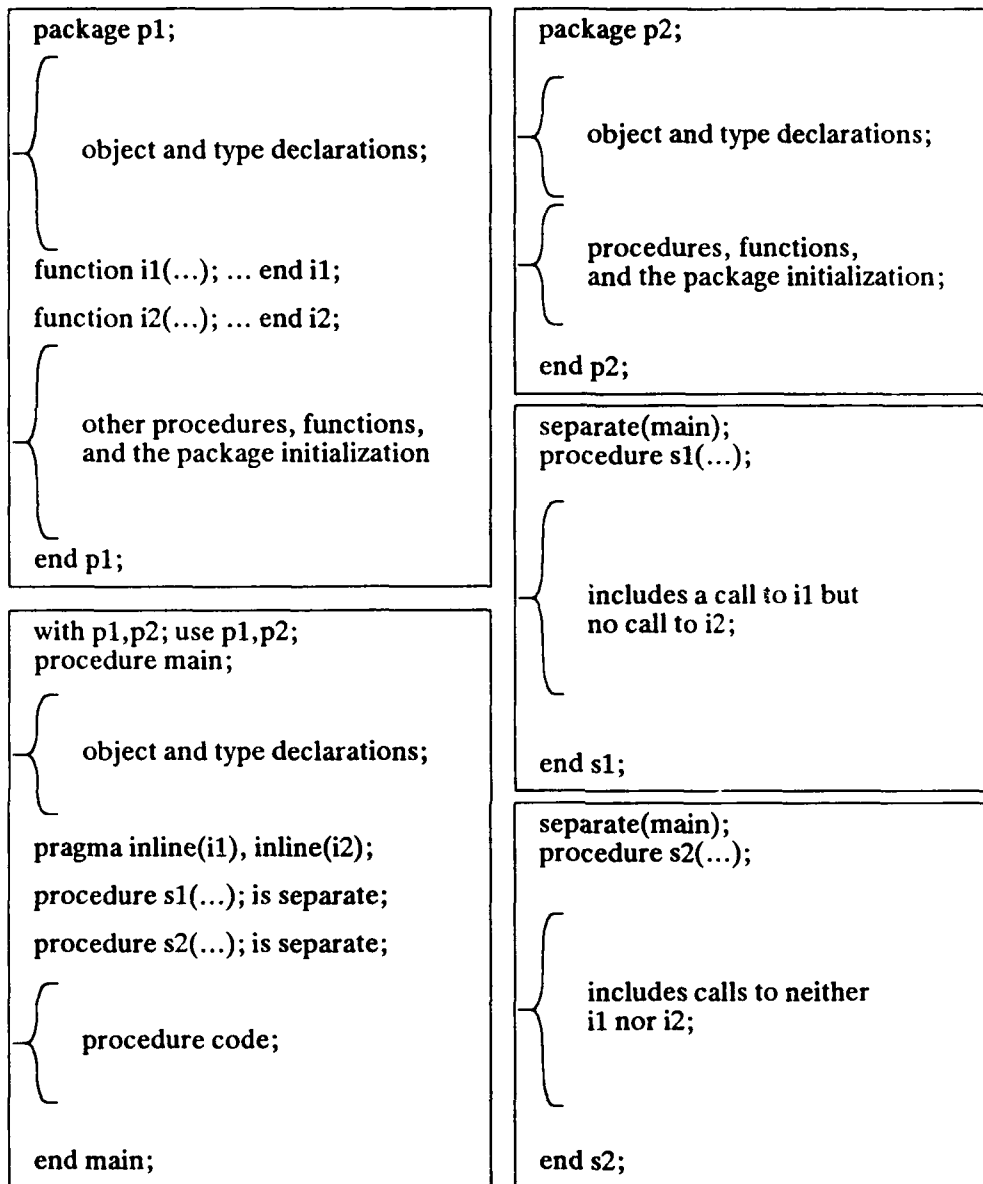 package p1;
object and type declarations;
function i1(...); ... end i1;
function i2(...); ... end i2;
other procedures, functions,
and the package initialization
end p1;
with p1,p2; use p1,p2;
procedure main;
object and type declarations;
pragma inline(i1), inline(i2);
procedure s1(...); is separate;
procedure s2(...); is separate;
procedure code;
end main;
package p2;
object and type declarations;
procedures, functions,
and the package initialization;
end p2;
separate(main);
procedure s1(...);
includes a call to i1 but
no call to i2;
end s1;
separate(main);
procedure s2(...);
includes calls to neither
i1 nor i2;
end s2;